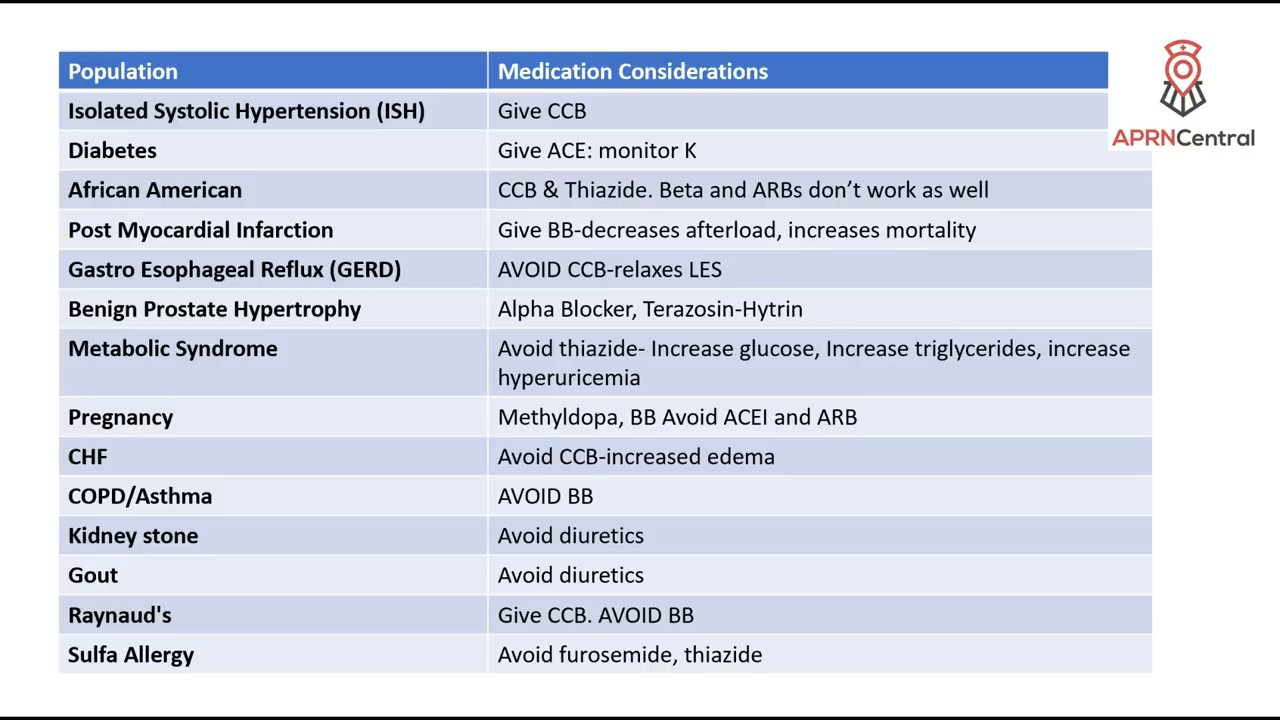 Population Medication Considerations
Isolated Systolic Hypertension (ISH) Give CCB
Diabetes Give ACE: monitor K
African American CCB & Thiazide. Beta and ARBs don’t work as well
Post Myocardial Infarction Give BB-decreases afterload, increases mortality
Gastro Esophageal Reflux (GERD) AVOID CCB-relaxes LES
Benign Prostate Hypertrophy Alpha Blocker, Terazosin-Hytrin
Metabolic Syndrome Avoid thiazide- Increase glucose, Increase triglycerides, increase
hyperuricemia
Pregnancy Methyldopa, BB Avoid ACEI and ARB
CHF Avoid CCB-increased edema
COPD/Asthma AVOID BB
Kidney stone Avoid diuretics
Gout Avoid diuretics
Raynaud's Give CCB. AVOID BB
Sulfa Allergy Avoid furosemide, thiazide
APRNCentral